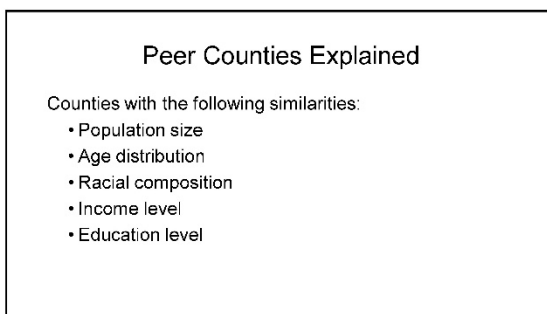 Peer Counties Explained
Counties with the following similarities:
• Population size
• Age distribution
• Racial composition
• Income level
• Education level